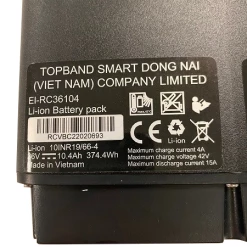 TOPBAND SMART DONG NAI
(VIET NAM) COMPANY LIMITED
EI-RC36104
Li-ion Battery pack
RCVBC22020693
Li-ion 10INR19/66-4
36V 10.4Ah 374.4Wh
Made in Vietnam
Maximum charge current 4A
Maximum charge voltage 42V
Maximum discharge current 15A